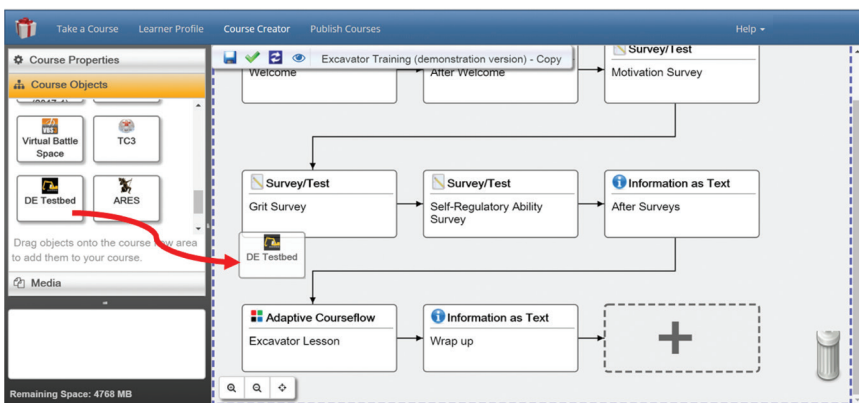 Take a Course Learner Profile Course Creator Publish Courses Help
Course Properties
Course Objects
Virtual Battle
Space
TC3
DE Testbed
ARES
Drag objects onto the course flow area
to add them to your course.
Media
Remaining Space: 4768 MB
Excavator Training (demonstration version) - Copy
Welcome
After Welcome
Survey/Test
Motivation Survey
Survey/Test
Grit Survey
Survey/Test
Self-Regulatory Ability
Survey
Information as Text
After Surveys
DE Testbed
Adaptive Courseflow
Excavator Lesson
Information as Text
Wrap up